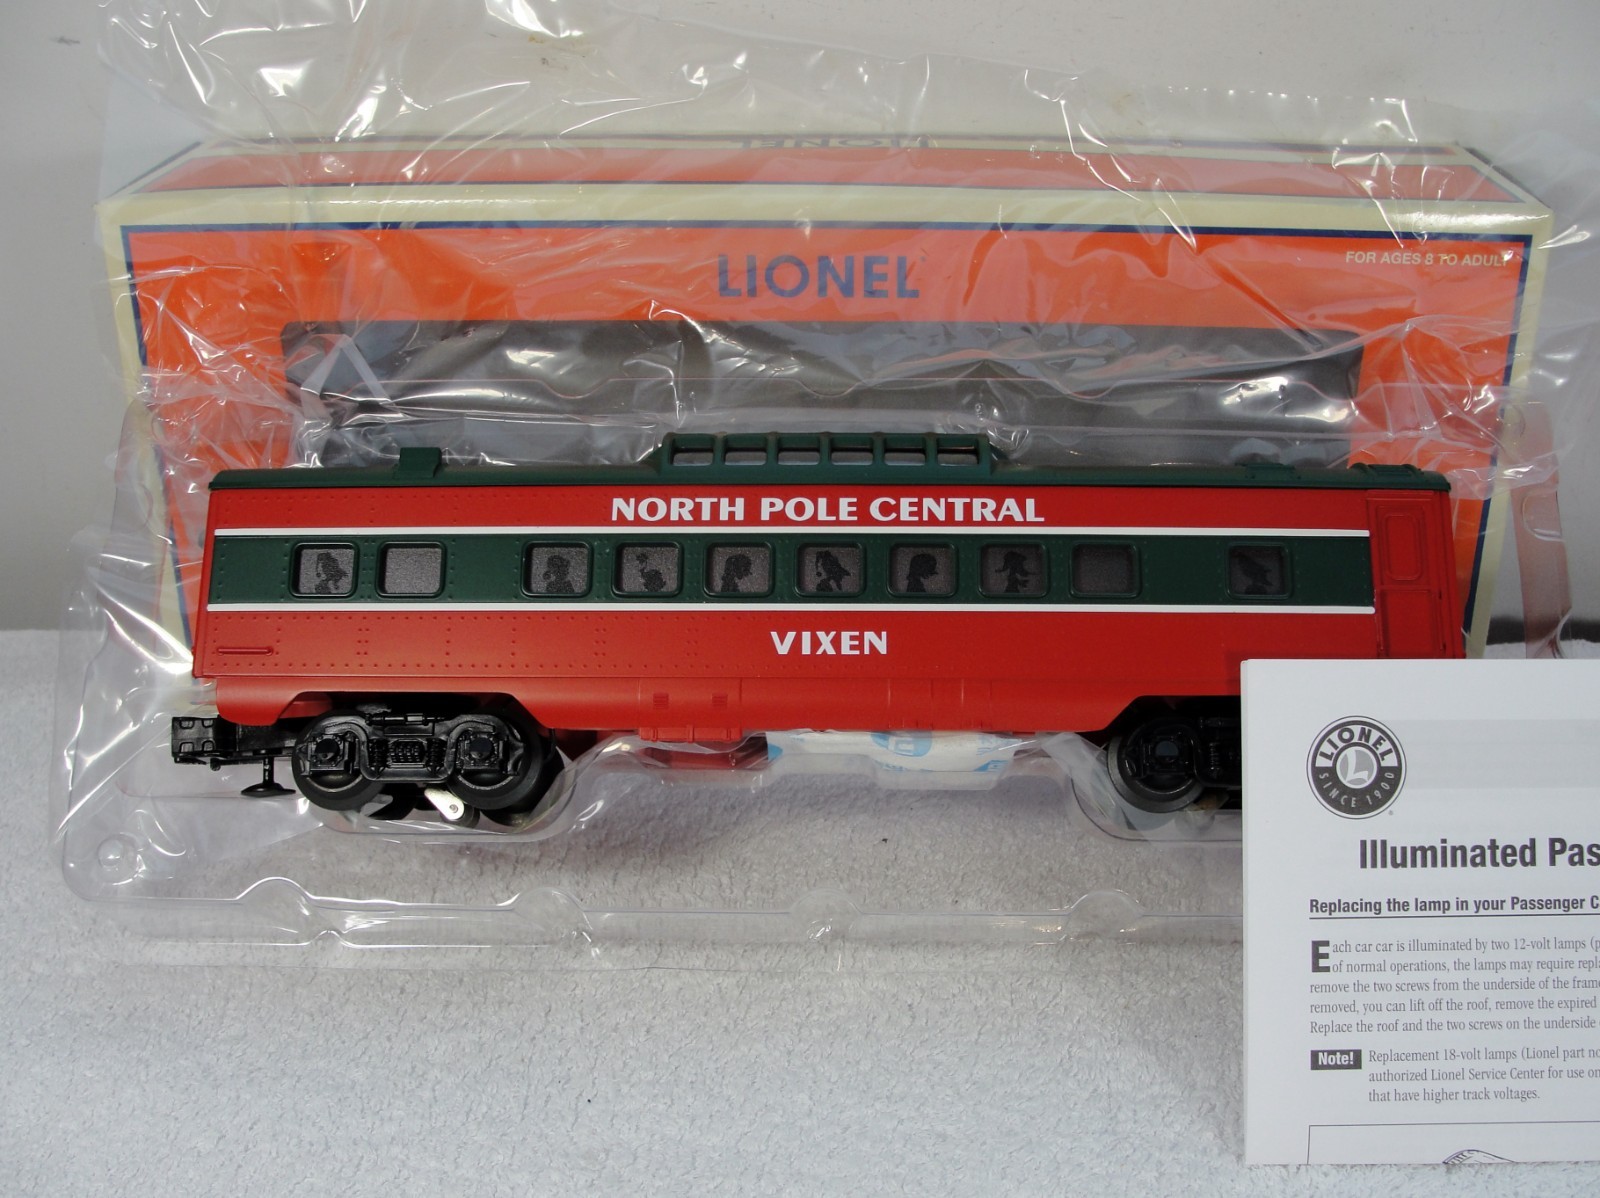 LIONEL
LIONEL
FOR AGES 8 TO ADULT
NORTH POLE CENTRAL
VIXEN
LIONEL
L
SINCE 1900
Illuminated Pas
Replacing the lamp in your Passenger C
Each car car is illuminated by two 12-volt lamps (p
of normal operations, the lamps may require repla
remove the two screws from the underside of the frame
removed, you can lift off the roof, remove the expired
Replace the roof and the two screws on the underside
Note! Replacement 18-volt lamps (Lionel part no
authorized Lionel Service Center for use on
that have higher track voltages.